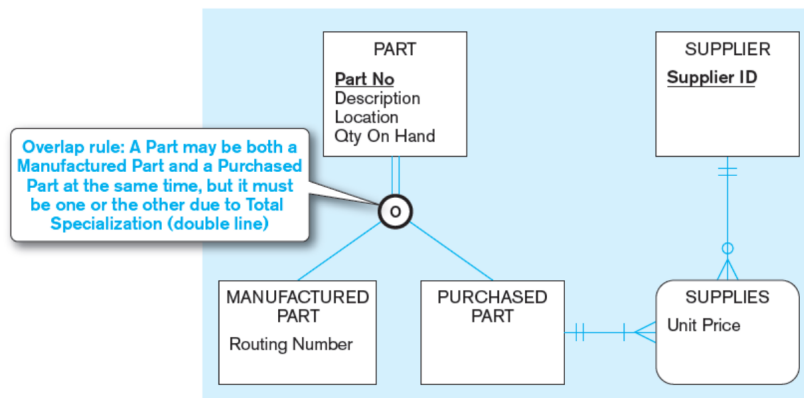 PART
Part No
Description
Location
Qty On Hand
SUPPLIER
Supplier ID
Overlap rule: A Part may be both a
Manufactured Part and a Purchased
Part at the same time, but it must
be one or the other due to Total
Specialization (double line)
O
MANUFACTURED
PART
Routing Number
PURCHASED
PART
SUPPLIES
Unit Price